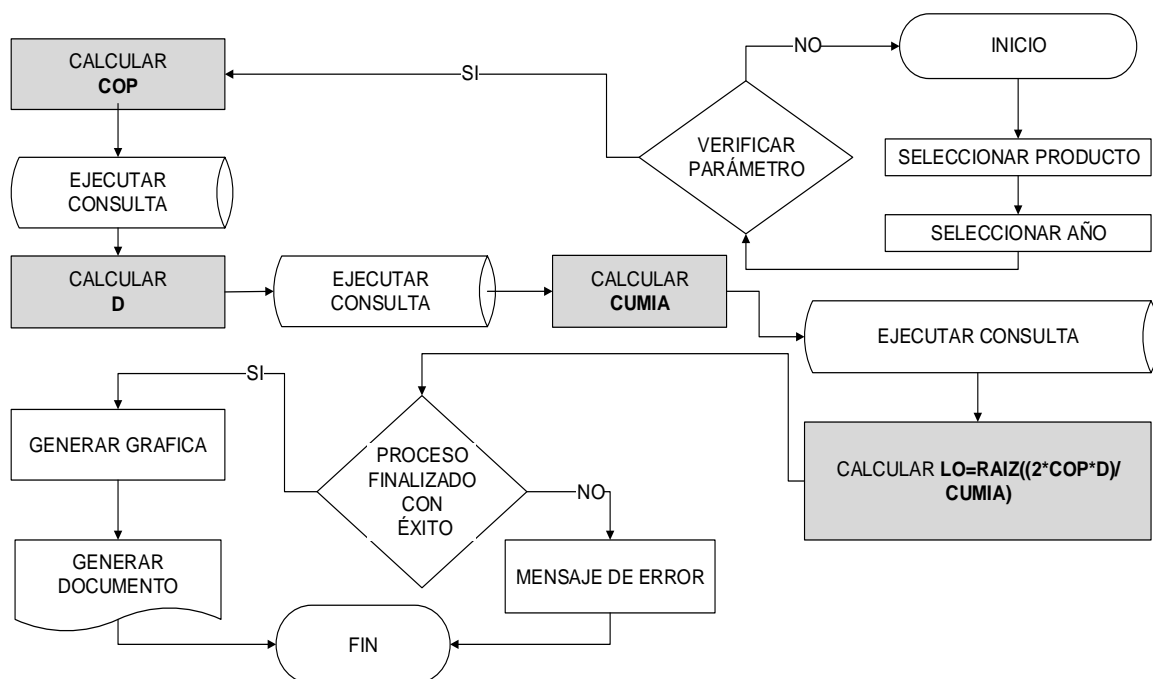 INICIO
SELECCIONAR PRODUCTO
SELECCIONAR AÑO
VERIFICAR
PARÁMETRO
NO
SI
CALCULAR
COP
EJECUTAR
CONSULTA
CALCULAR
D
EJECUTAR
CONSULTA
CALCULAR
CUMIA
EJECUTAR CONSULTA
CALCULAR LO=RAIZ((2*COP*D)/
CUMIA)
PROCESO
FINALIZADO
CON
ÉXITO
SI
GENERAR GRAFICA
GENERAR
DOCUMENTO
NO
MENSAJE DE ERROR
FIN